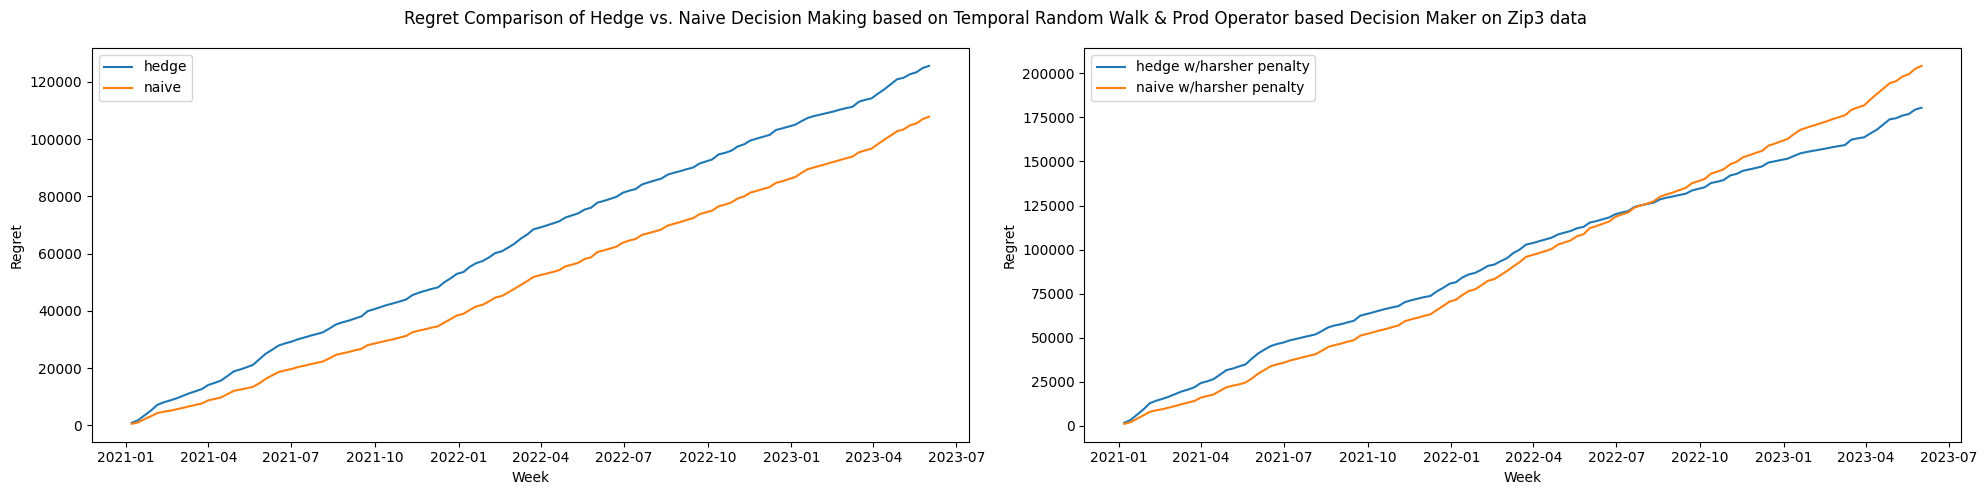 Regret Comparison of Hedge vs. Naive Decision Making based on Temporal Random Walk & Prod Operator based Decision Maker on Zip3 data
hedge
naive
120000
100000
80000
60000
40000
20000
0
Regret
2021-01 2021-04 2021-07 2021-10 2022-01 2022-04 2022-07 2022-10 2023-01 2023-04 2023-07
Week
hedge w/harsher penalty
naive w/harsher penalty
200000
175000
150000
125000
100000
75000
50000
25000
0
Regret
2021-01 2021-04 2021-07 2021-10 2022-01 2022-04 2022-07 2022-10 2023-01 2023-04 2023-07
Week